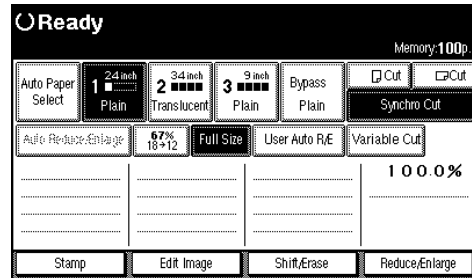 Ready
Memory:100p.
Auto Paper Select
1 24inch Plain
2 34inch Translucent
3 9inch Plain
Bypass Plain
Cut
Cut
Synchro Cut
Auto Reduce/Enlarge
67% 18→12
Full Size
User Auto R/E
Variable Cut
100.0%
Stamp
Edit Image
Shift/Erase
Reduce/Enlarge